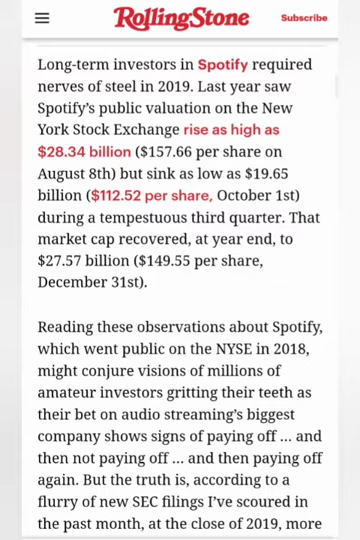 RollingStone
Subscribe
Long-term investors in Spotify required
nerves of steel in 2019. Last year saw
Spotify's public valuation on the New
York Stock Exchange rise as high as
$28.34 billion ($157.66 per share on
August 8th) but sink as low as $19.65
billion ($112.52 per share, October 1st)
during a tempestuous third quarter. That
market cap recovered, at year end, to
$27.57 billion ($149.55 per share,
December 31st).
Reading these observations about Spotify,
which went public on the NYSE in 2018,
might conjure visions of millions of
amateur investors gritting their teeth as
their bet on audio streaming's biggest
company shows signs of paying off ... and
then not paying off ... and then paying off
again. But the truth is, according to a
flurry of new SEC filings I've scoured in
the past month, at the close of 2019, more